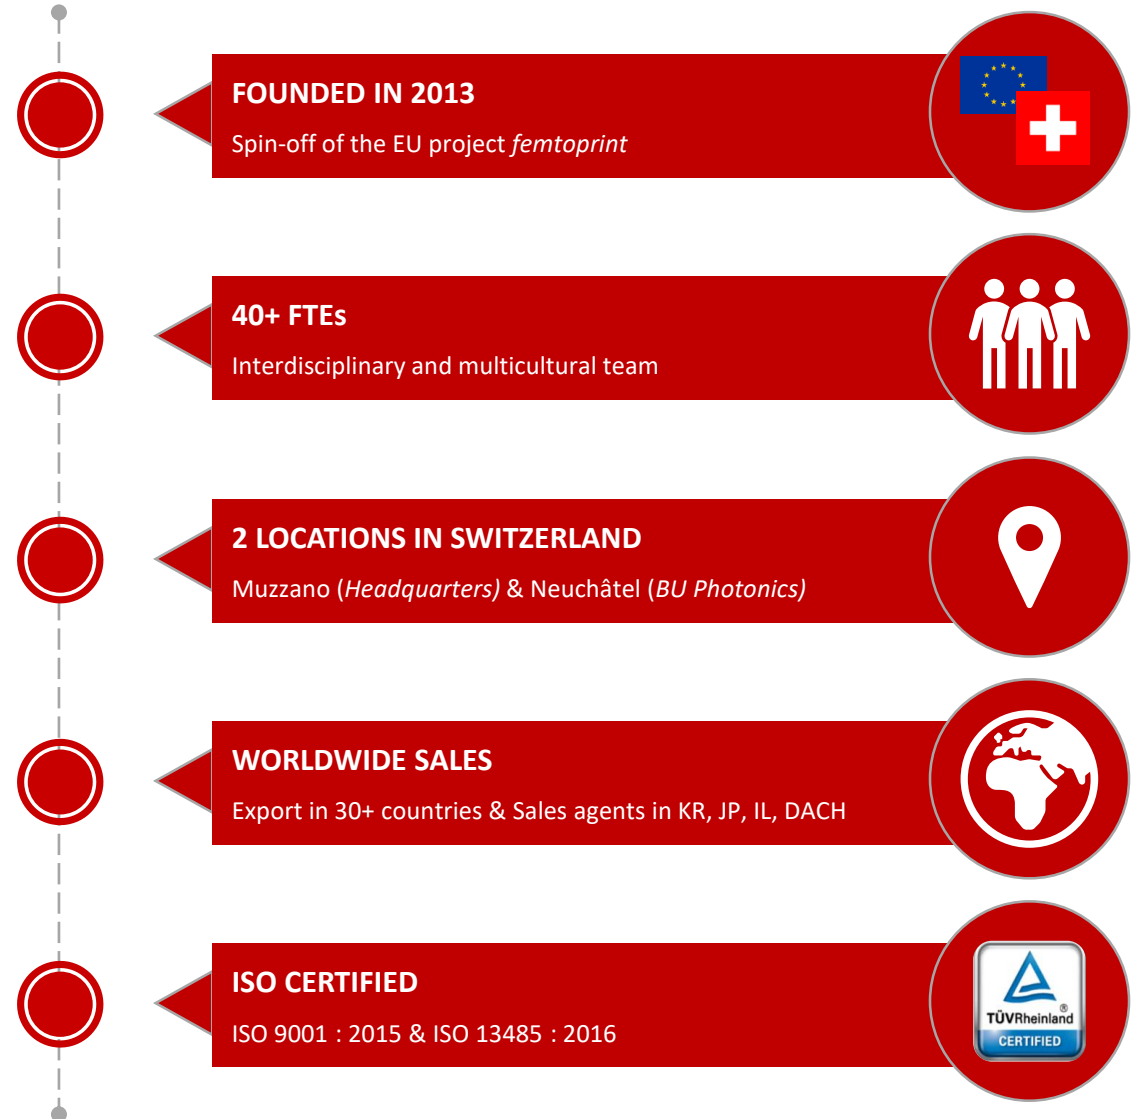 FOUNDED IN 2013
Spin-off of the EU project femtoprint
40+ FTEs
Interdisciplinary and multicultural team
2 LOCATIONS IN SWITZERLAND
Muzzano (Headquarters) & Neuchâtel (BU Photonics)
WORLDWIDE SALES
Export in 30+ countries & Sales agents in KR, JP, IL, DACH
ISO CERTIFIED
ISO 9001 : 2015 & ISO 13485 : 2016
TÜVRheinland®
CERTIFIED